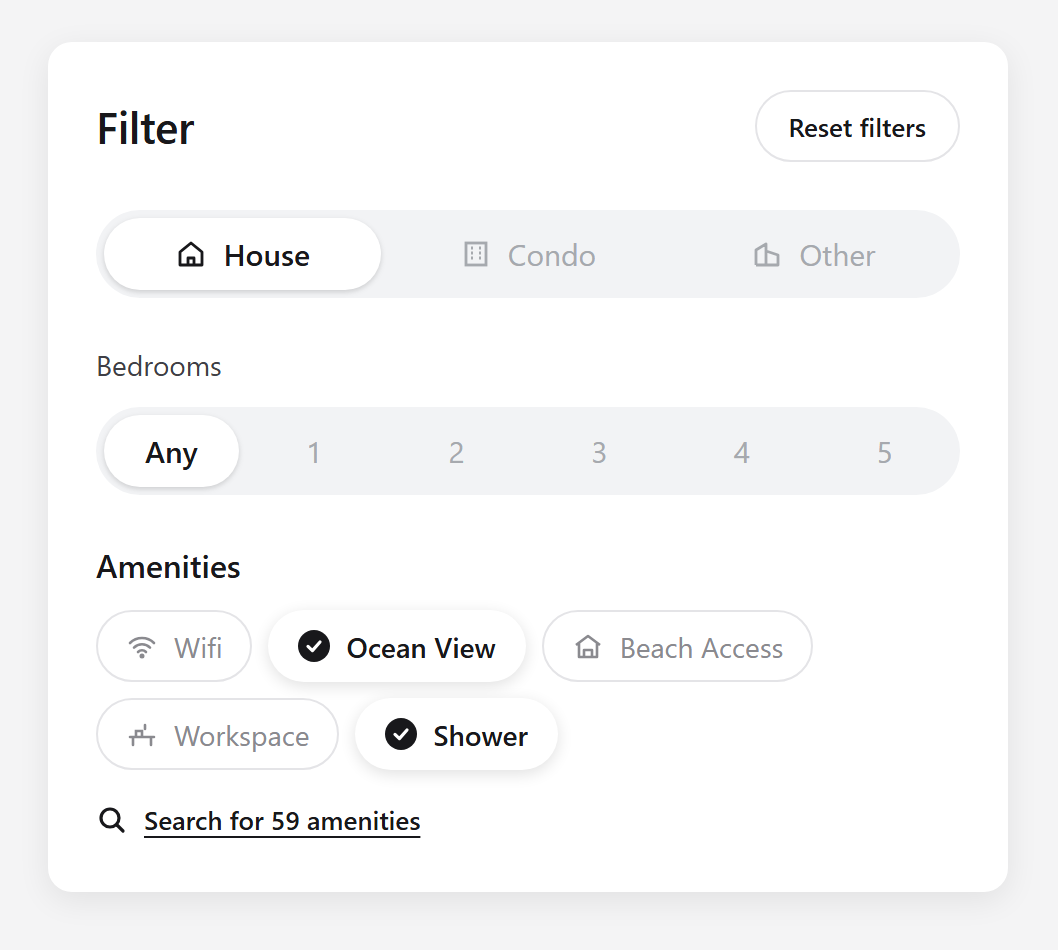 Filter
Reset filters
House
Condo
Other
Bedrooms
Any
1
2
3
4
5
Amenities
Wifi
Ocean View
Beach Access
Workspace
Shower
Search for 59 amenities